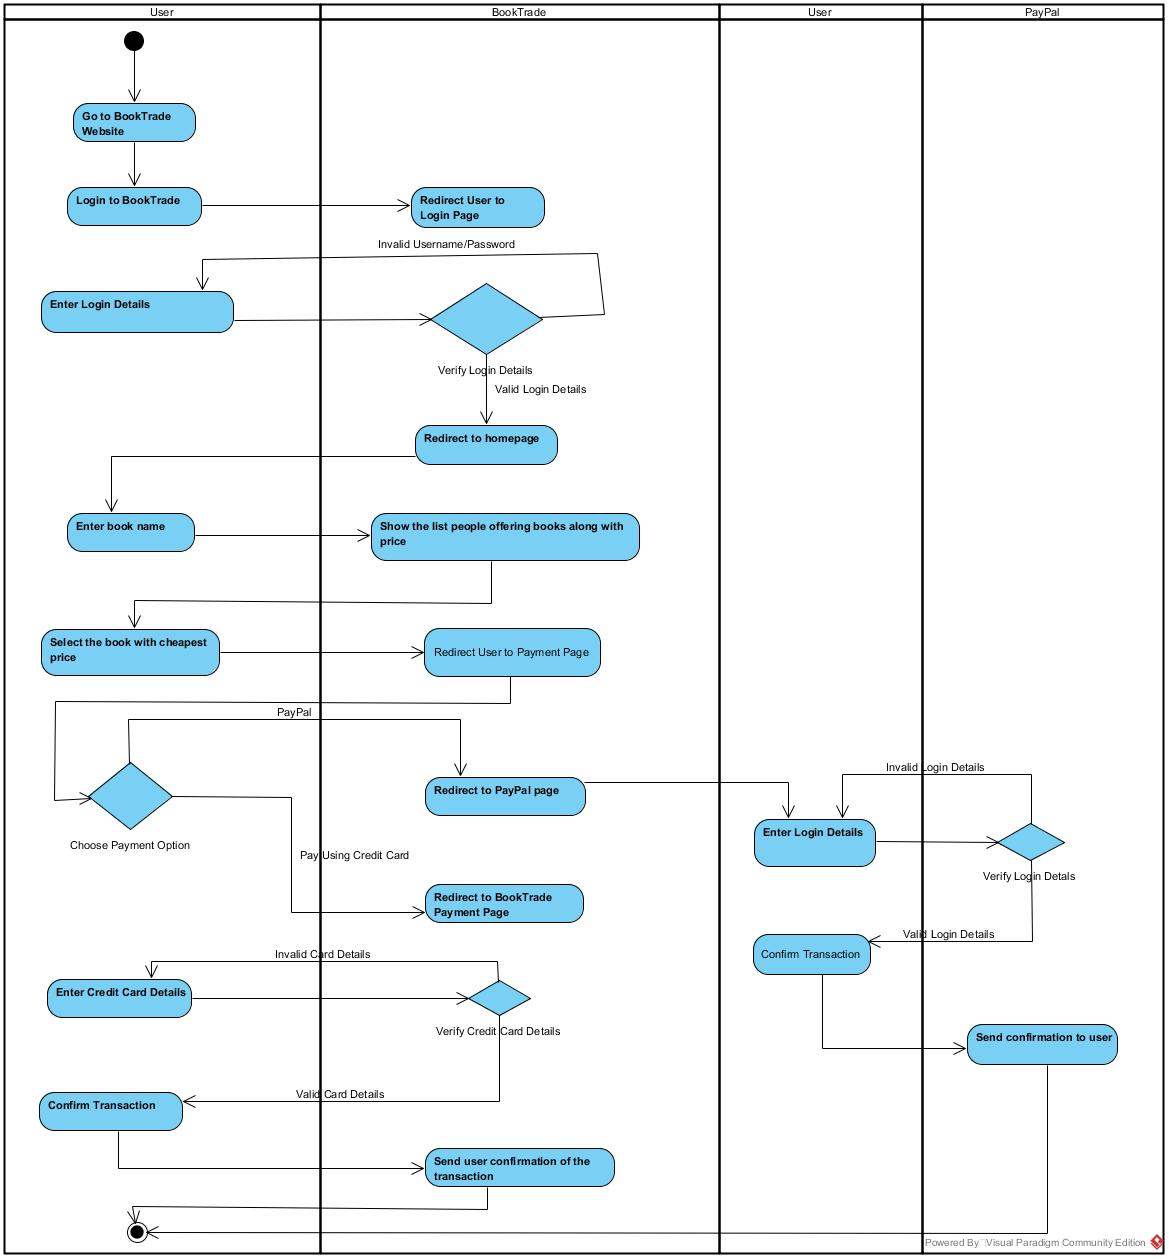 User
BookTrade
User
PayPal
Go to BookTrade
Website
Login to BookTrade
Redirect User to
Login Page
Invalid Username/Password
Enter Login Details
Verify Login Details
Valid Login Details
Redirect to homepage
Enter book name
Show the list people offering books along with
price
Select the book with cheapest
price
Redirect User to Payment Page
PayPal
Choose Payment Option
Redirect to PayPal page
Invalid Login Details
Enter Login Details
Verify Login Detals
Pay Using Credit Card
Redirect to BookTrade
Payment Page
Valid Login Details
Confirm Transaction
Invalid Card Details
Enter Credit Card Details
Verify Credit Card Details
Send confirmation to user
Valid Card Details
Confirm Transaction
Send user confirmation of the
transaction
Powered By Visual Paradigm Community Edition